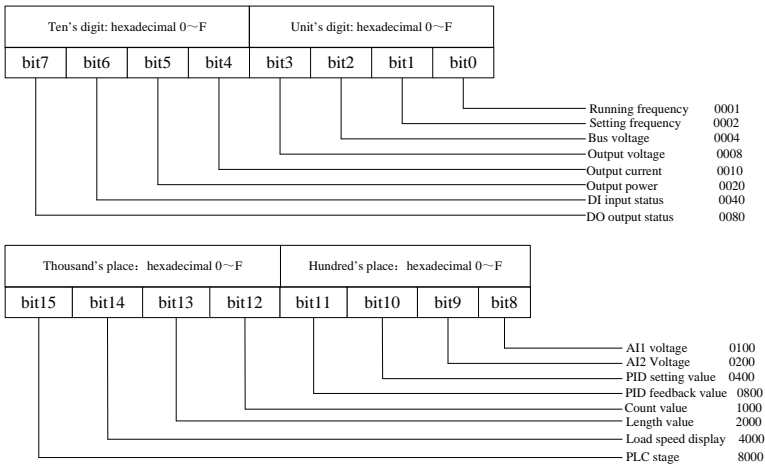 Ten's digit: hexadecimal 0～F Unit's digit: hexadecimal 0～F
bit7 bit6 bit5 bit4 bit3 bit2 bit1 bit0
Running frequency 0001
Setting frequency 0002
Bus voltage 0004
Output voltage 0008
Output current 0010
Output power 0020
DI input status 0040
DO output status 0080
Thousand's place：hexadecimal 0～F Hundred's place：hexadecimal 0～F
bit15 bit14 bit13 bit12 bit11 bit10 bit9 bit8
AI1 voltage 0100
AI2 Voltage 0200
PID setting value 0400
PID feedback value 0800
Count value 1000
Length value 2000
Load speed display 4000
PLC stage 8000